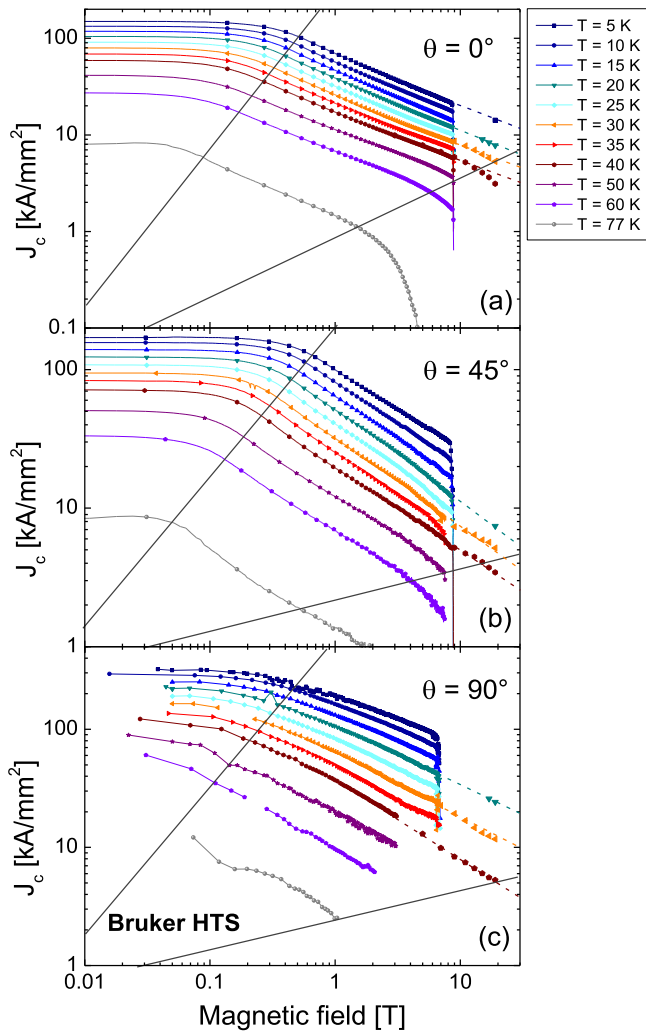 θ = 0°
100
10
1
0.1
J_c [kA/mm²]
(a)
T = 5 K
T = 10 K
T = 15 K
T = 20 K
T = 25 K
T = 30 K
T = 35 K
T = 40 K
T = 50 K
T = 60 K
T = 77 K
θ = 45°
100
10
1
J_c [kA/mm²]
(b)
θ = 90°
100
10
1
J_c [kA/mm²]
Bruker HTS
(c)
0.01 0.1 1 10
Magnetic field [T]